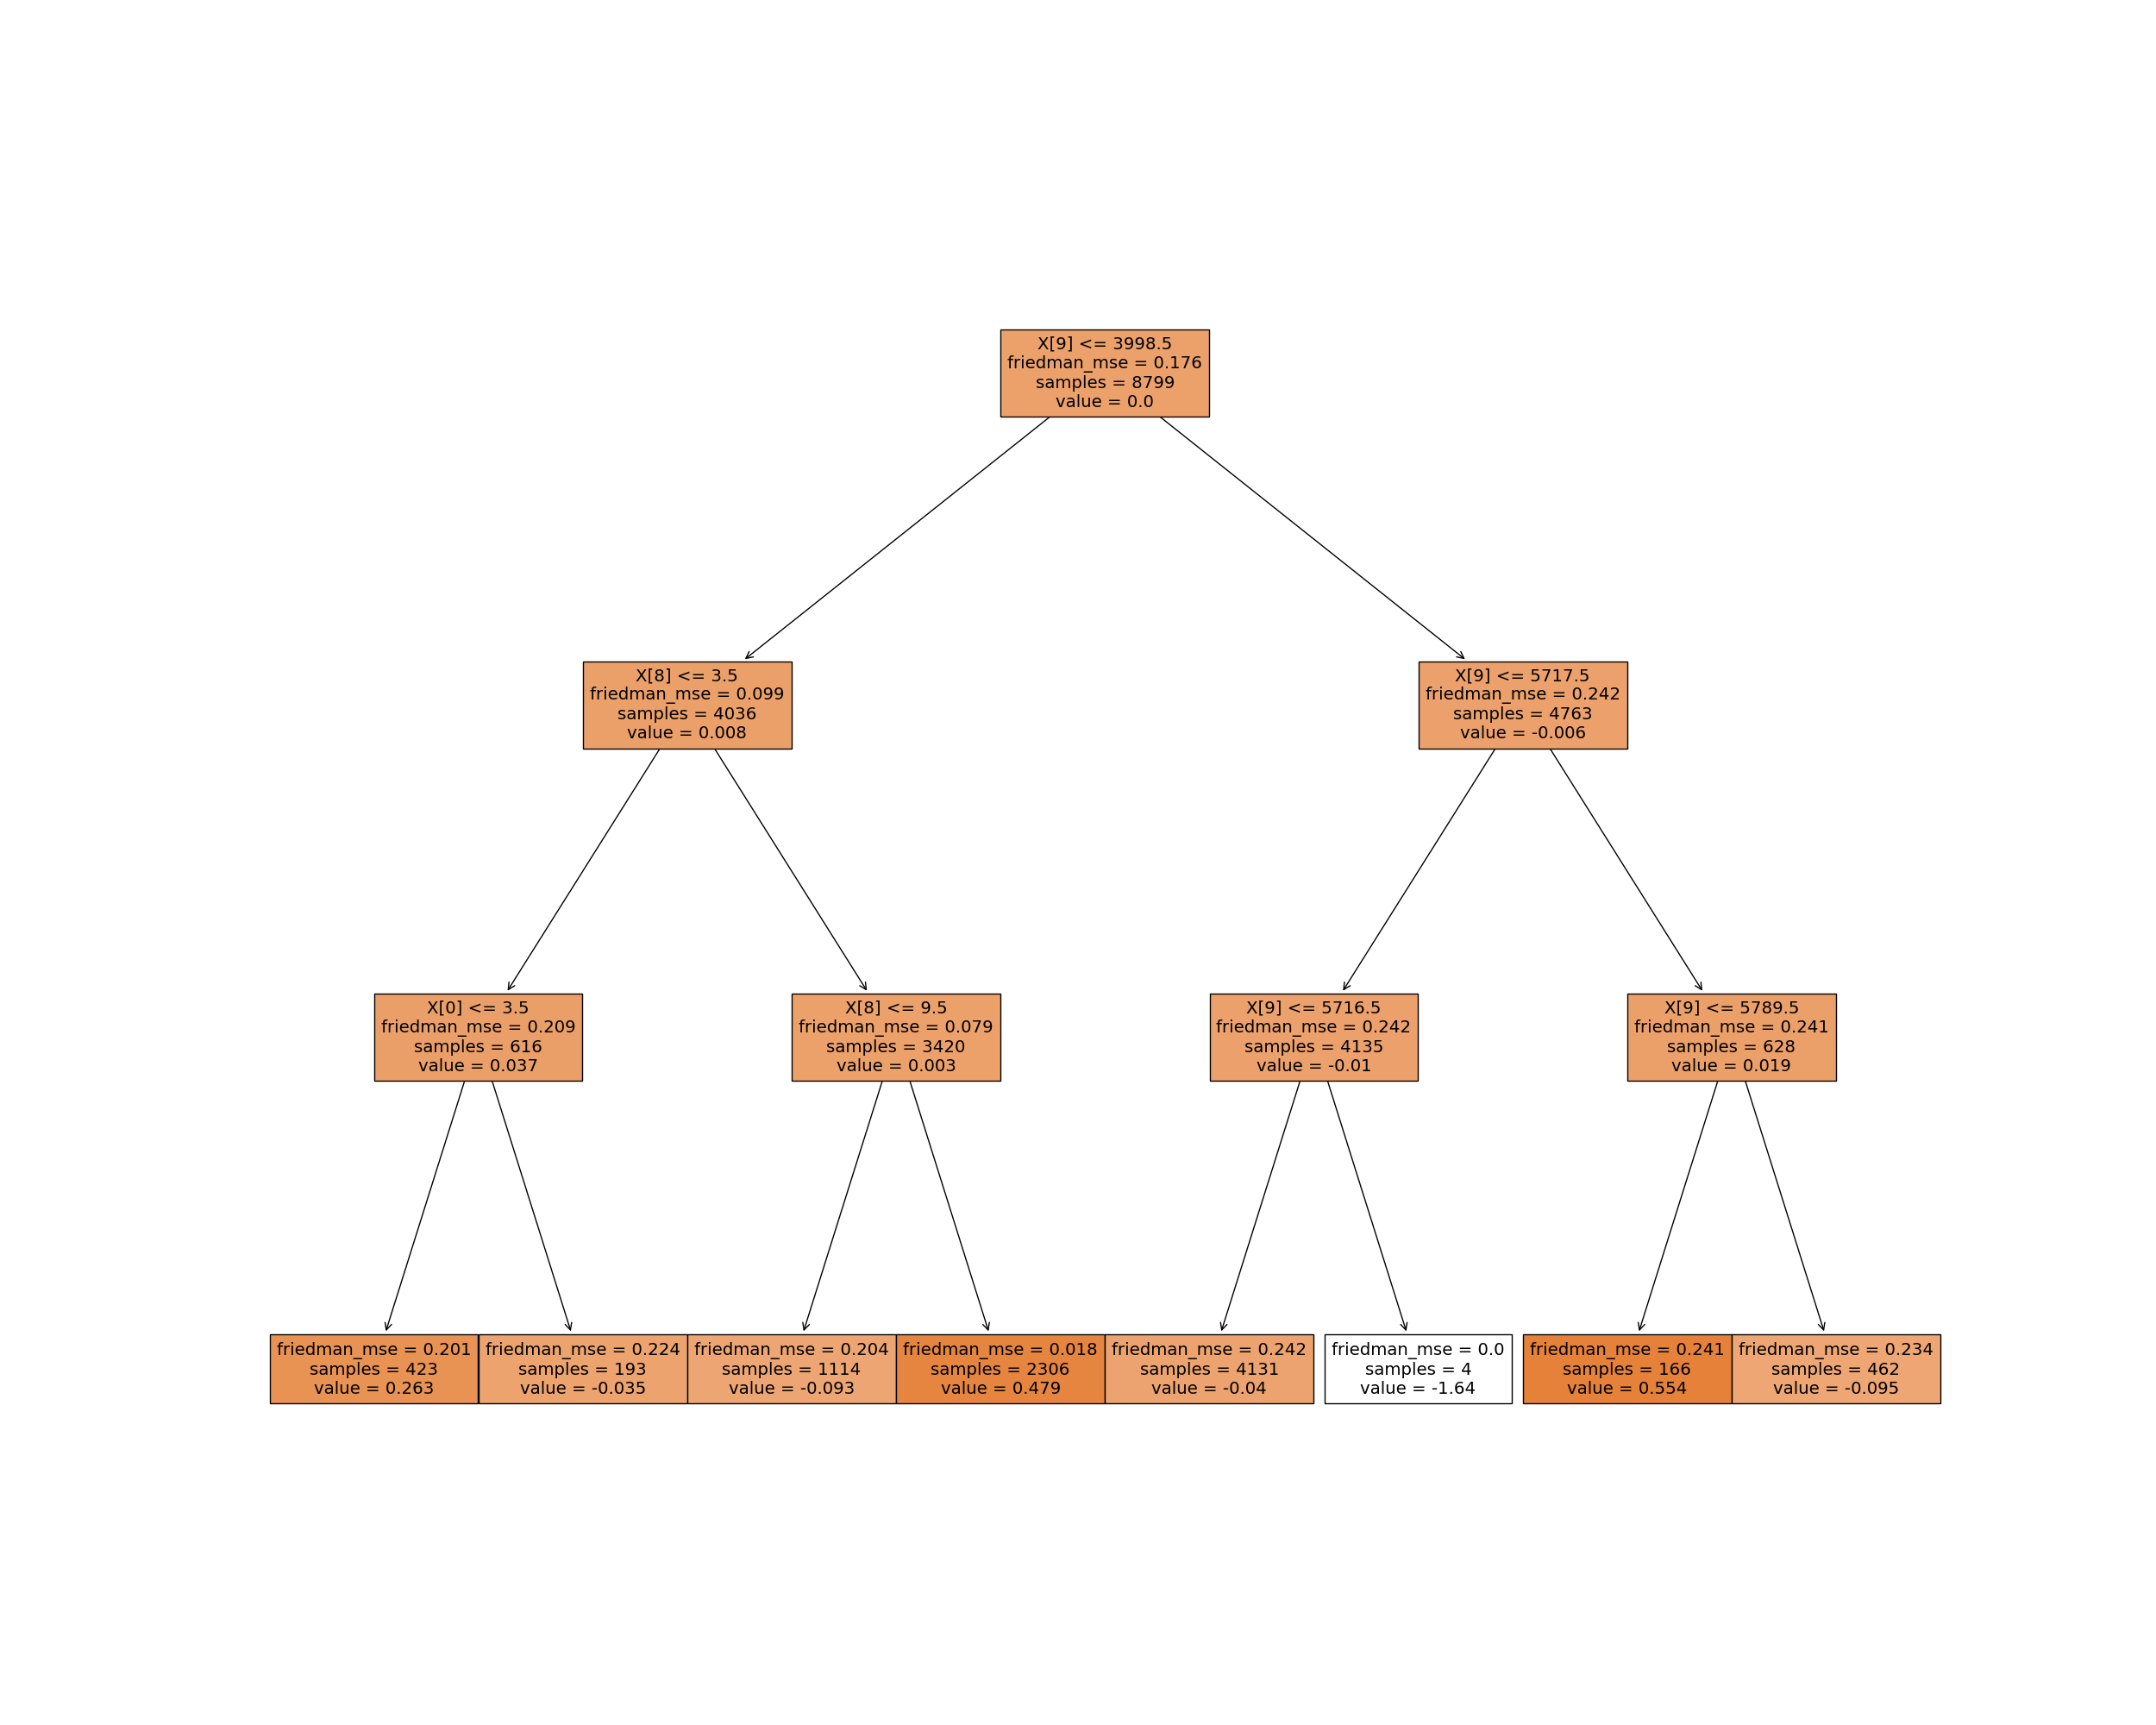 X[9] <= 3998.5
friedman_mse = 0.176
samples = 8799
value = 0.0
X[8] <= 3.5
friedman_mse = 0.099
samples = 4036
value = 0.008
X[9] <= 5717.5
friedman_mse = 0.242
samples = 4763
value = -0.006
X[0] <= 3.5
friedman_mse = 0.209
samples = 616
value = 0.037
X[8] <= 9.5
friedman_mse = 0.079
samples = 3420
value = 0.003
X[9] <= 5716.5
friedman_mse = 0.242
samples = 4135
value = -0.01
X[9] <= 5789.5
friedman_mse = 0.241
samples = 628
value = 0.019
friedman_mse = 0.201
samples = 423
value = 0.263
friedman_mse = 0.224
samples = 193
value = -0.035
friedman_mse = 0.204
samples = 1114
value = -0.093
friedman_mse = 0.018
samples = 2306
value = 0.479
friedman_mse = 0.242
samples = 4131
value = -0.04
friedman_mse = 0.0
samples = 4
value = -1.64
friedman_mse = 0.241
samples = 166
value = 0.554
friedman_mse = 0.234
samples = 462
value = -0.095